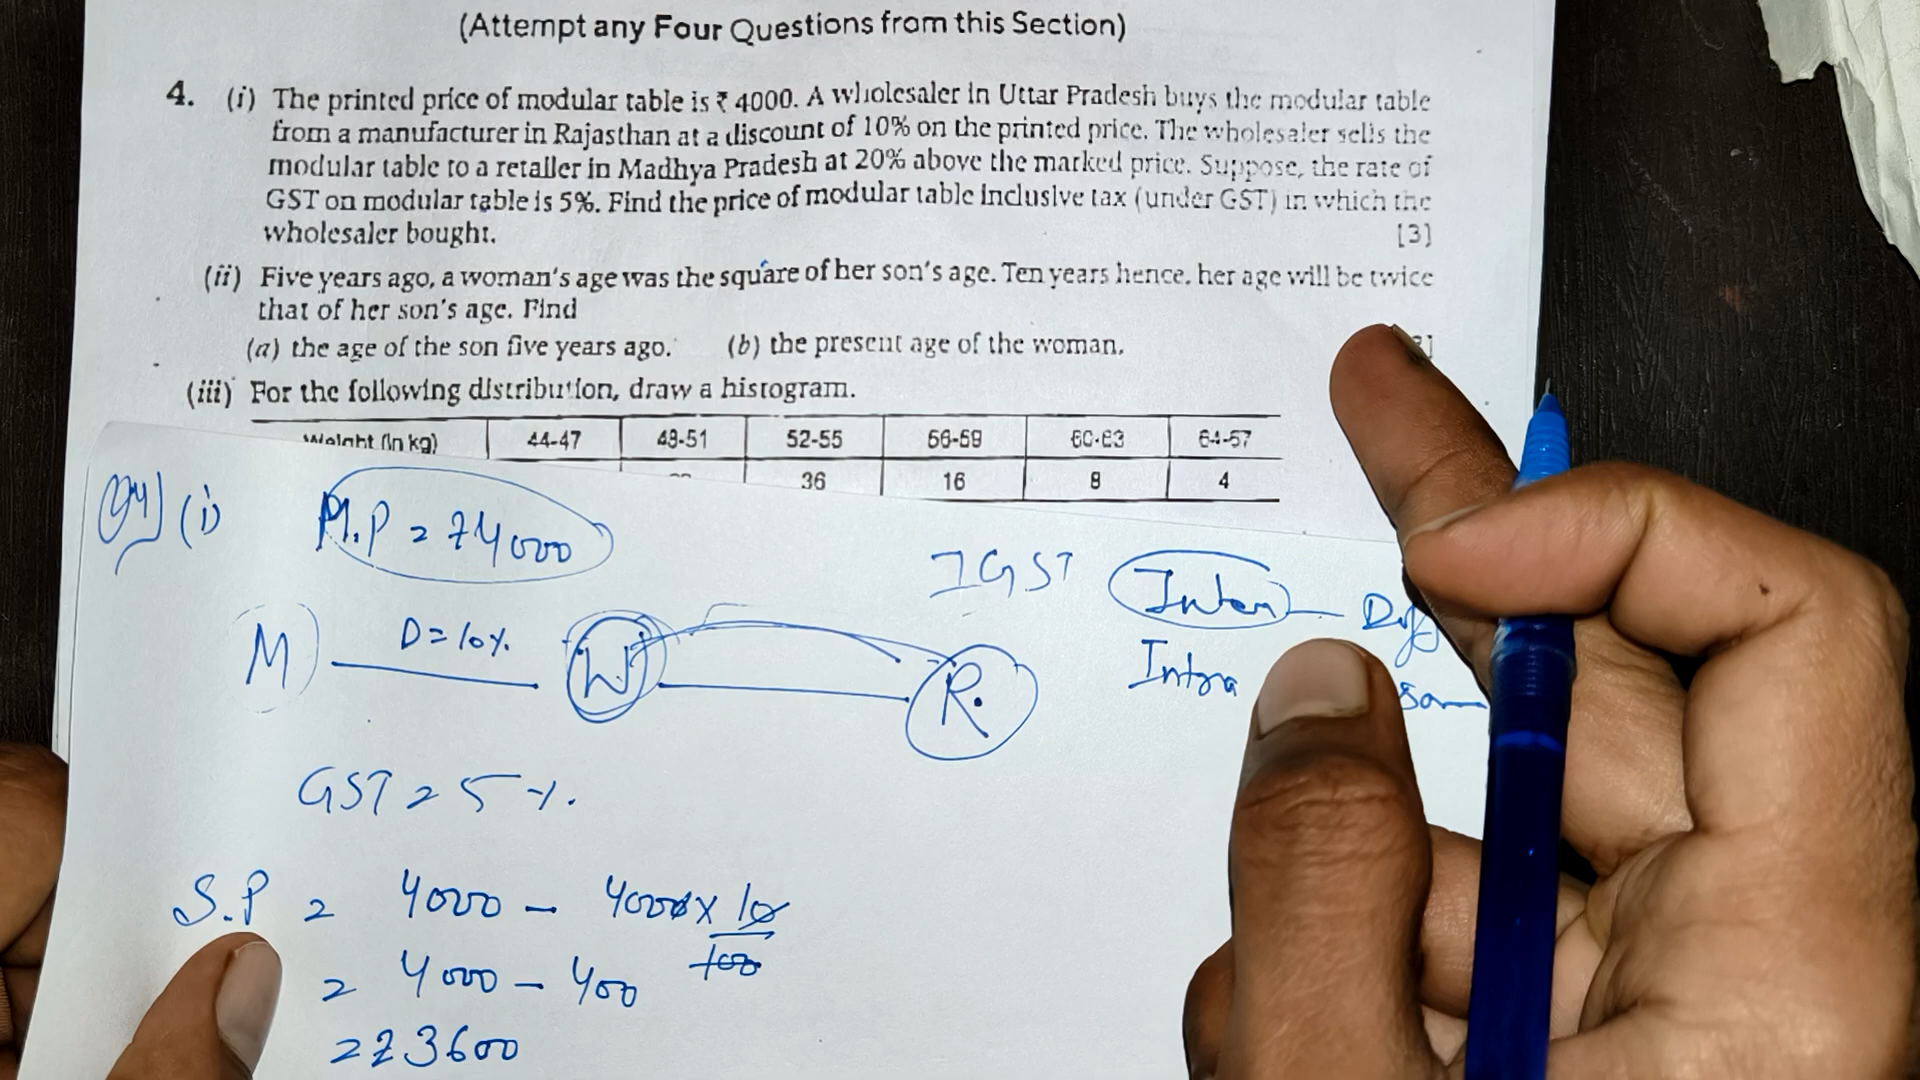 (Attempt any Four Questions from this Section)
4. (i) The printed price of modular table is ₹ 4000. A wholesaler in Uttar Pradesh buys the modular table
from a manufacturer in Rajasthan at a discount of 10% on the printed price. The wholesaler sells the
modular table to a retailer in Madhya Pradesh at 20% above the marked price. Suppose, the rate of
GST on modular table is 5%. Find the price of modular table inclusive tax (under GST) in which the
wholesaler bought. [3]
(ii) Five years ago, a woman's age was the square of her son's age. Ten years hence, her age will be twice
that of her son's age. Find
(a) the age of the son five years ago. (b) the present age of the woman.
(iii) For the following distribution, draw a histogram.
Weight (in kg) 44-47 48-51 52-55 56-59 60-63 64-67
36 16 8 4
Q4) (i) M.P = ₹4000
IGST Inter — Diff
M D = 10% W R.
Intra Sam
GST = 5%.
S.P = 4000 - 4000 x 10
100
= 4000 - 400
= ₹3600